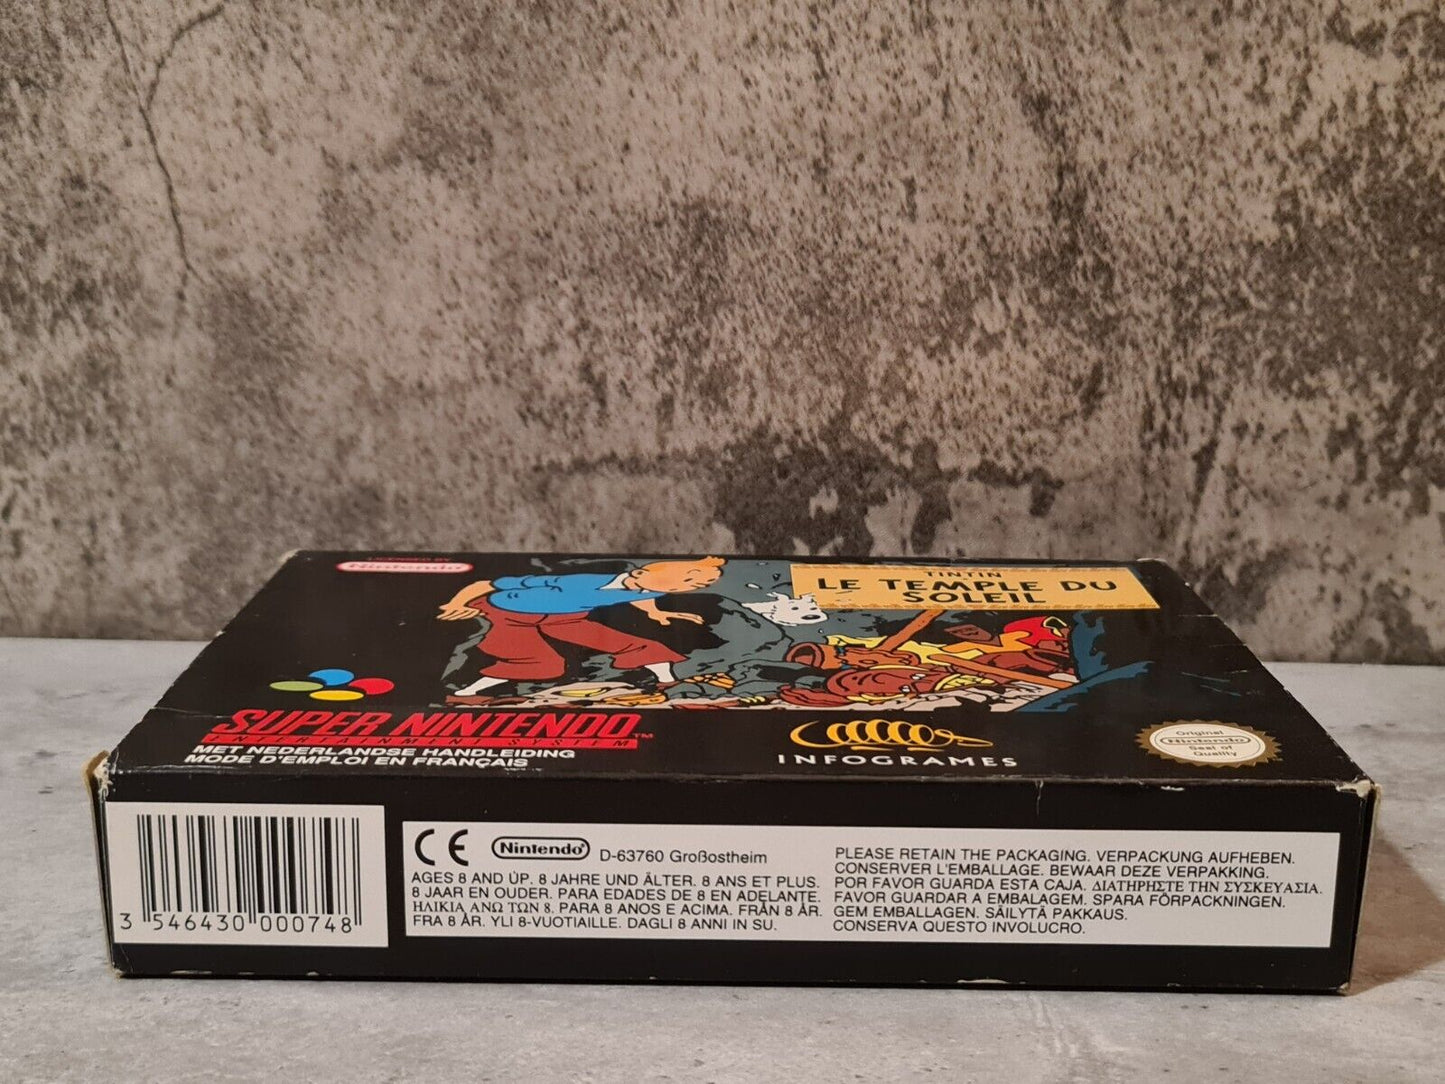 LICENSED BY
Nintendo
TINTIN
LE TEMPLE DU
SOLEIL
SUPER NINTENDO™
ENTERTAINMENT SYSTEM
MET NEDERLANDSE HANDLEIDING
MODE D'EMPLOI EN FRANÇAIS
INFOGRAMES
Original
Nintendo
Seal of
Quality
3 546430 000748
CE Nintendo® D-63760 Großostheim
AGES 8 AND ÚP. 8 JAHRE UND ÄLTER. 8 ANS ET PLUS.
8 JAAR EN OUDER. PARA EDADES DE 8 EN ADELANTE.
ΗΛΙΚΙΑ ΑΝΩ ΤΩΝ 8. PARA 8 ANOS E ACIMA. FRÅN 8 ÅR.
FRA 8 ÅR. YLI 8-VUOTIAILLE. DAGLI 8 ANNI IN SU.
PLEASE RETAIN THE PACKAGING. VERPACKUNG AUFHEBEN.
CONSERVER L'EMBALLAGE. BEWAAR DEZE VERPAKKING.
POR FAVOR GUARDA ESTA CAJA. ΔΙΑΤΗΡΗΣΤΕ ΤΗΝ ΣΥΣΚΕΥΑΣΙΑ.
FAVOR GUARDAR A EMBALAGEM. SPARA FÖRPACKNINGEN.
GEM EMBALLAGEN. SÄILYTÄ PAKKAUS.
CONSERVA QUESTO INVOLUCRO.